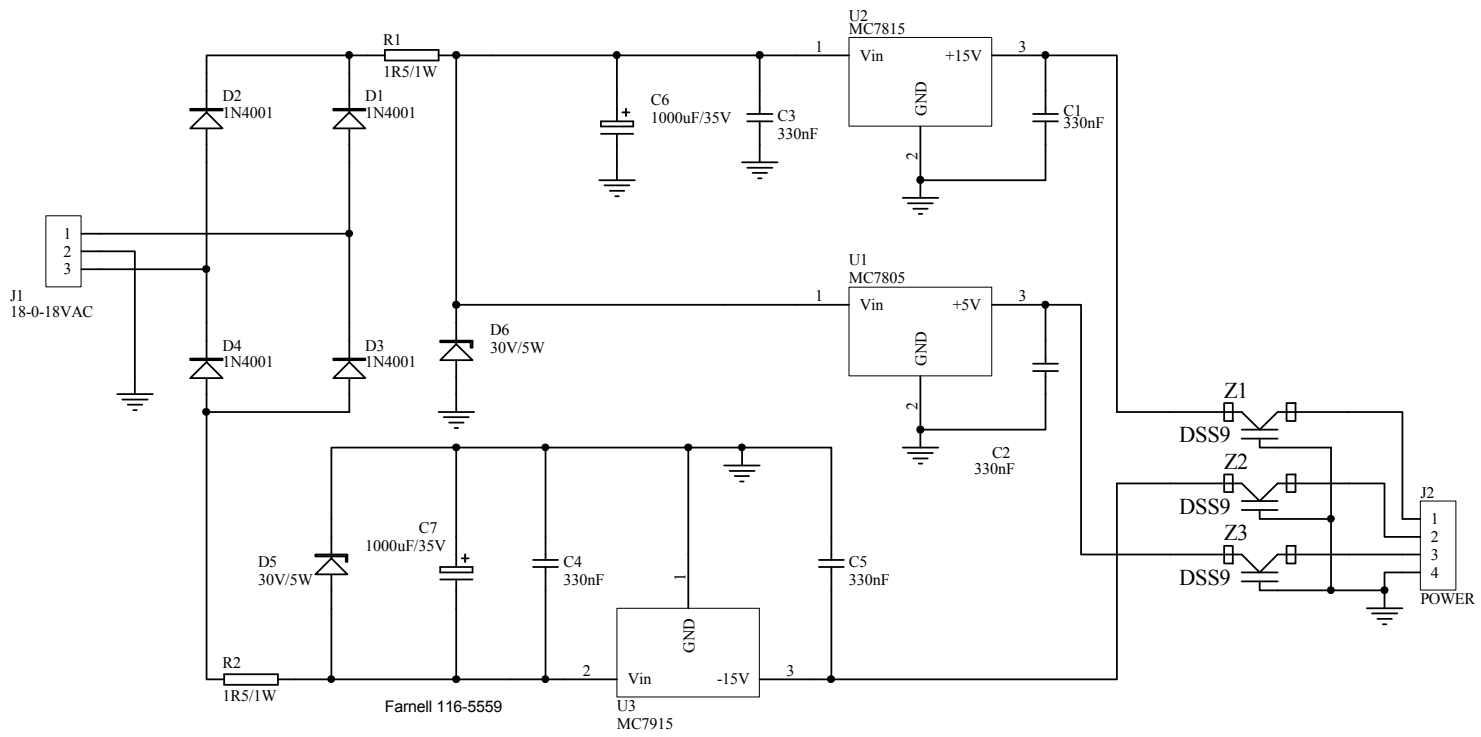 U2
MC7815
R1
1R5/1W
1
Vin
+15V
3
GND
2
D2
1N4001
D1
1N4001
C6
+
1000uF/35V
C3
330nF
C1
330nF
1
2
3
J1
18-0-18VAC
U1
MC7805
1
Vin
+5V
3
GND
2
D6
30V/5W
D4
1N4001
D3
1N4001
C2
330nF
Z1
DSS9
Z2
DSS9
Z3
DSS9
J2
1
2
3
4
POWER
C7
1000uF/35V
+
D5
30V/5W
C4
330nF
C5
330nF
1
GND
R2
1R5/1W
2
Vin
-15V
3
U3
MC7915
Farnell 116-5559